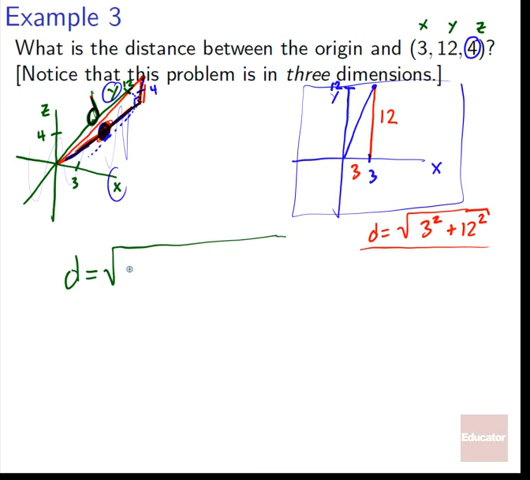 Example 3
x y z
What is the distance between the origin and (3, 12, 4)?
[Notice that this problem is in three dimensions.]
z
y
12
4
d
4
3
x
12
y
12
3
3
x
d=√3²+12²
d=√
Educator